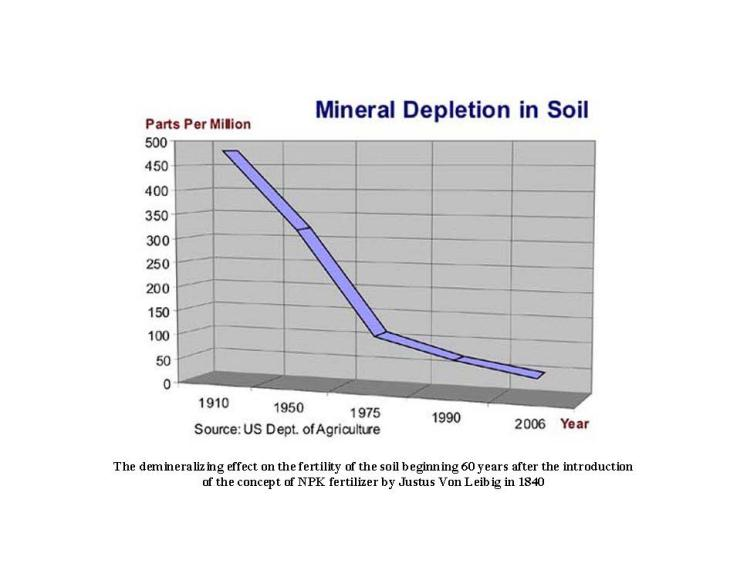 Mineral Depletion in Soil
Parts Per Million
500
450
400
350
300
250
200
150
100
50
0
1910
1950
1975
1990
2006
Year
Source: US Dept. of Agriculture
The demineralizing effect on the fertility of the soil beginning 60 years after the introduction
of the concept of NPK fertilizer by Justus Von Leibig in 1840